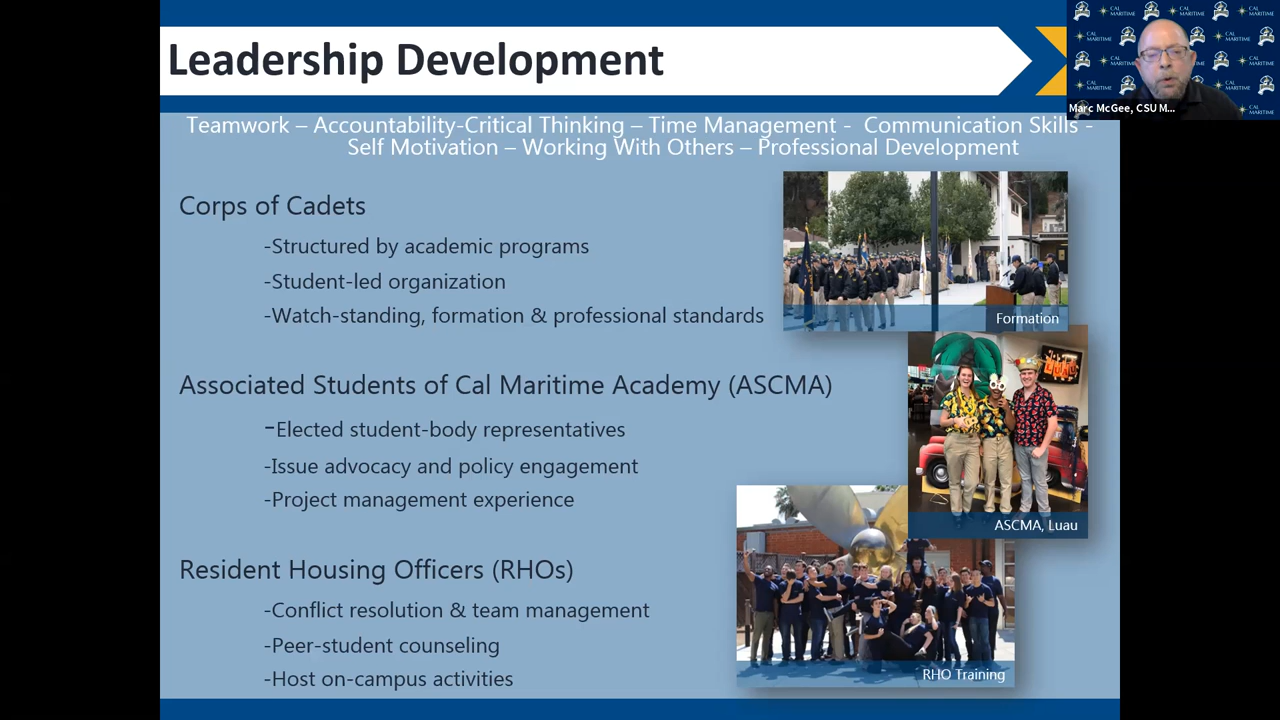 Leadership Development
CAL MARITIME
Marc McGee, CSU M...
Teamwork – Accountability-Critical Thinking – Time Management - Communication Skills -
Self Motivation – Working With Others – Professional Development
Corps of Cadets
-Structured by academic programs
-Student-led organization
-Watch-standing, formation & professional standards
Formation
Associated Students of Cal Maritime Academy (ASCMA)
-Elected student-body representatives
-Issue advocacy and policy engagement
-Project management experience
ASCMA, Luau
Resident Housing Officers (RHOs)
-Conflict resolution & team management
-Peer-student counseling
-Host on-campus activities
RHO Training